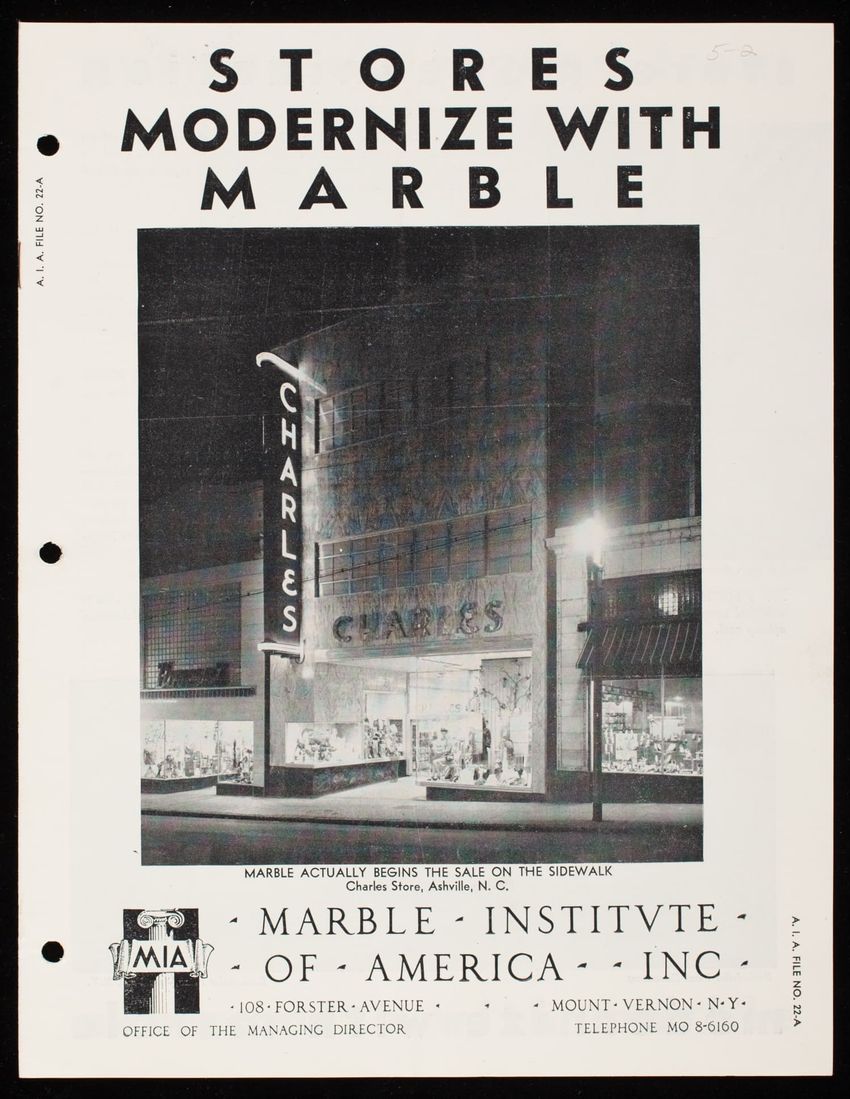 5-2
STORES
MODERNIZE WITH
MARBLE
A. I. A. FILE NO. 22-A
CHARLES
CHARLES
MARBLE ACTUALLY BEGINS THE SALE ON THE SIDEWALK
Charles Store, Ashville, N. C.
MIA
- MARBLE - INSTITVTE -
- OF - AMERICA - - INC -
·108· FORSTER · AVENUE · · · · MOUNT · VERNON · N · Y ·
OFFICE OF THE MANAGING DIRECTOR TELEPHONE MO 8-6160
A. I. A. FILE NO. 22-A